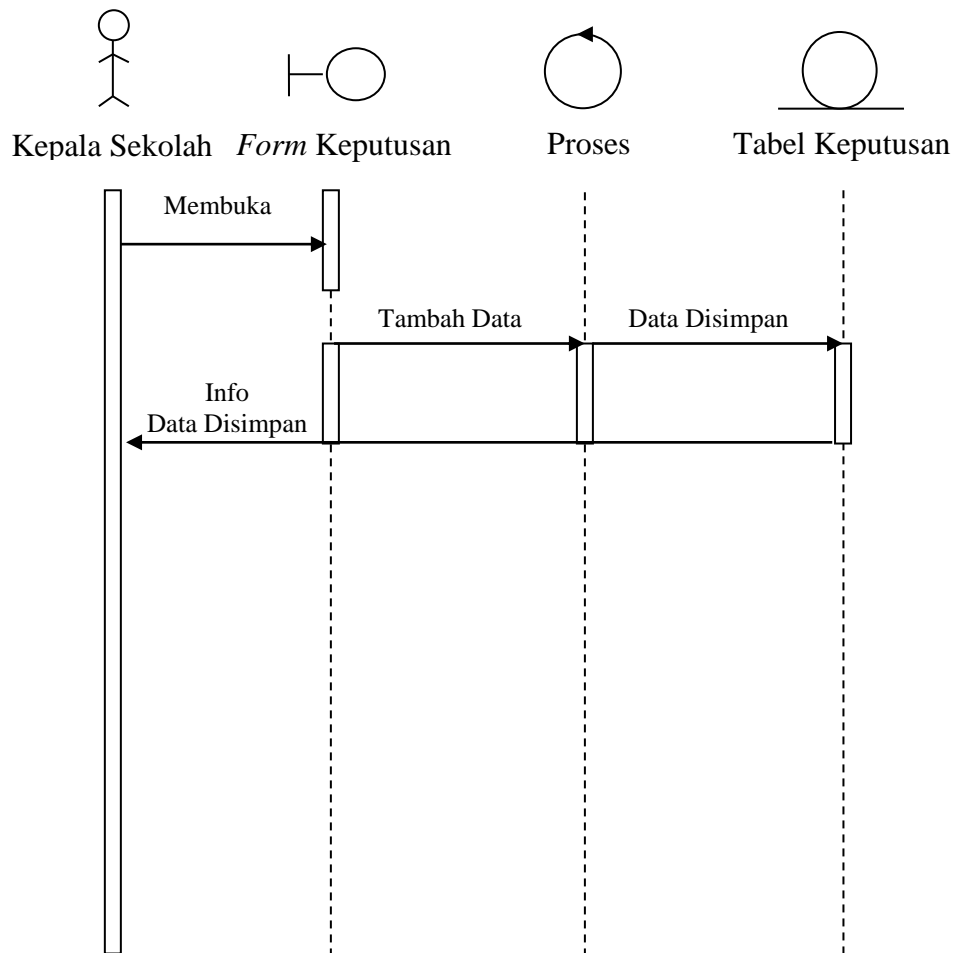 Kepala Sekolah
Form Keputusan
Proses
Tabel Keputusan
Membuka
Tambah Data
Data Disimpan
Info
Data Disimpan